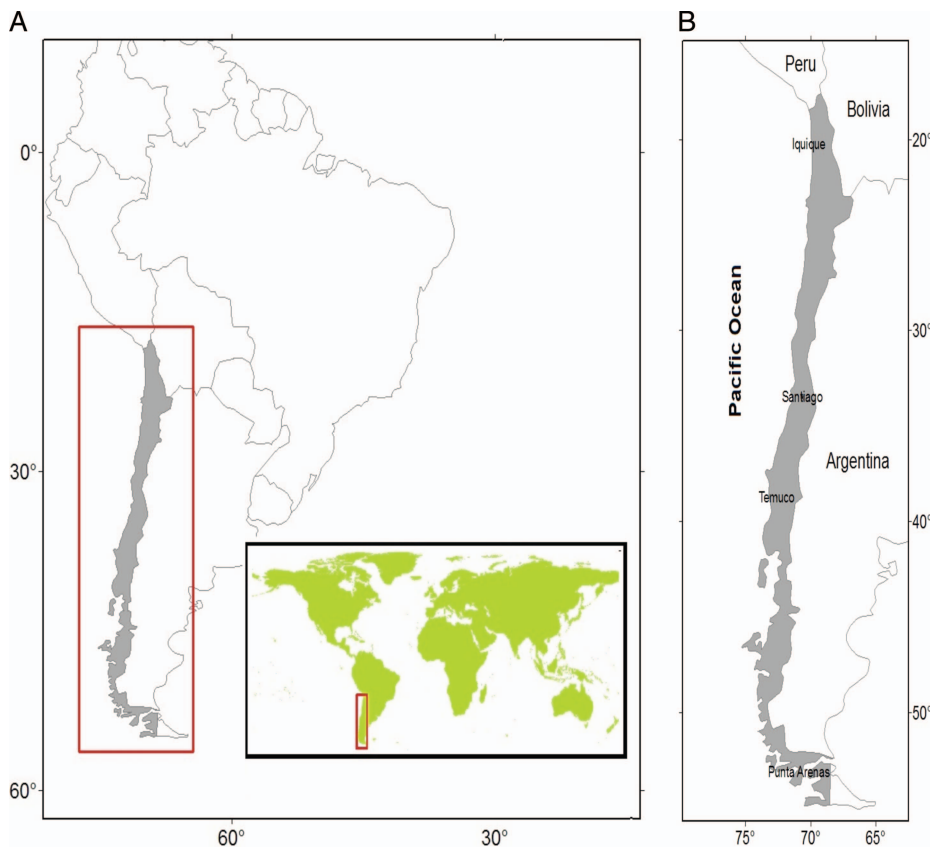 A
0°
30°
60°
60°
30°
B
Peru
Bolivia
Iquique
20°
Pacific Ocean
30°
Santiago
Argentina
Temuco
40°
50°
Punta Arenas
75°
70°
65°